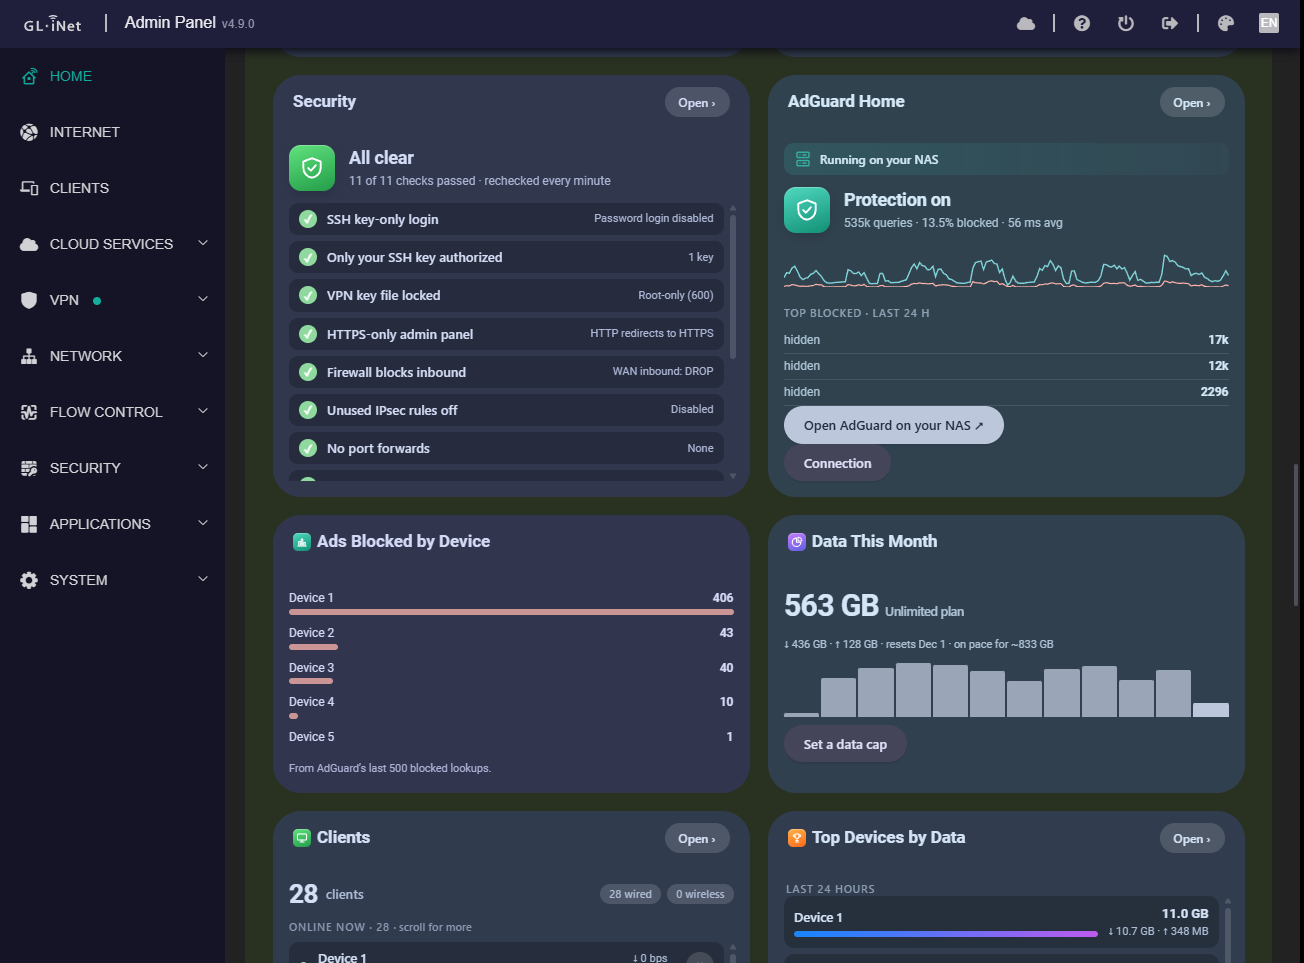 GL·iNet
Admin Panel v4.9.0
EN
HOME
INTERNET
CLIENTS
CLOUD SERVICES
VPN
NETWORK
FLOW CONTROL
SECURITY
APPLICATIONS
SYSTEM
Security
Open ›
All clear
11 of 11 checks passed · rechecked every minute
SSH key-only login Password login disabled
Only your SSH key authorized 1 key
VPN key file locked Root-only (600)
HTTPS-only admin panel HTTP redirects to HTTPS
Firewall blocks inbound WAN inbound: DROP
Unused IPsec rules off Disabled
No port forwards None
AdGuard Home
Open ›
Running on your NAS
Protection on
535k queries · 13.5% blocked · 56 ms avg
TOP BLOCKED · LAST 24 H
hidden 17k
hidden 12k
hidden 2296
Open AdGuard on your NAS ↗
Connection
Ads Blocked by Device
Device 1 406
Device 2 43
Device 3 40
Device 4 10
Device 5 1
From AdGuard's last 500 blocked lookups.
Data This Month
563 GB Unlimited plan
↓ 436 GB · ↑ 128 GB · resets Dec 1 · on pace for ~833 GB
Set a data cap
Clients
Open ›
28 clients 28 wired 0 wireless
ONLINE NOW · 28 · scroll for more
Device 1 ↓ 0 bps
Top Devices by Data
Open ›
LAST 24 HOURS
Device 1 11.0 GB
↓ 10.7 GB · ↑ 348 MB